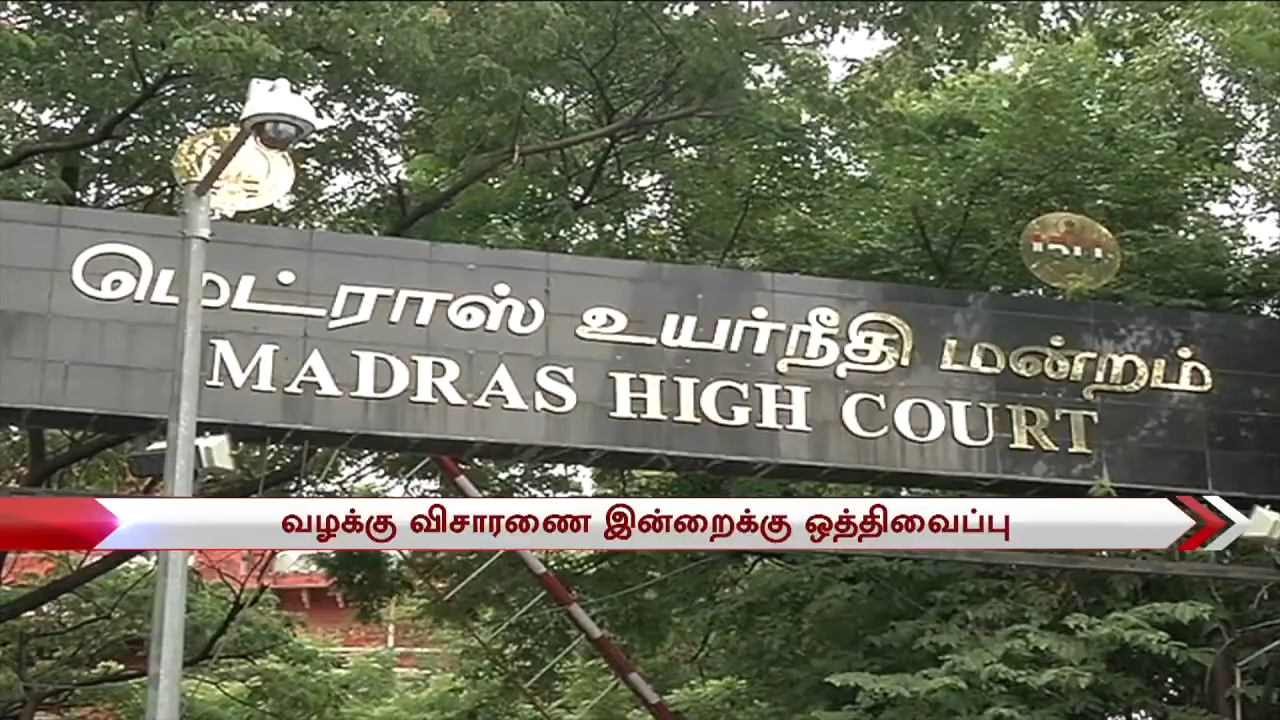 மெட்ராஸ் உயர்நீதி மன்றம்
MADRAS HIGH COURT
வழக்கு விசாரணை இன்றைக்கு ஒத்திவைப்பு